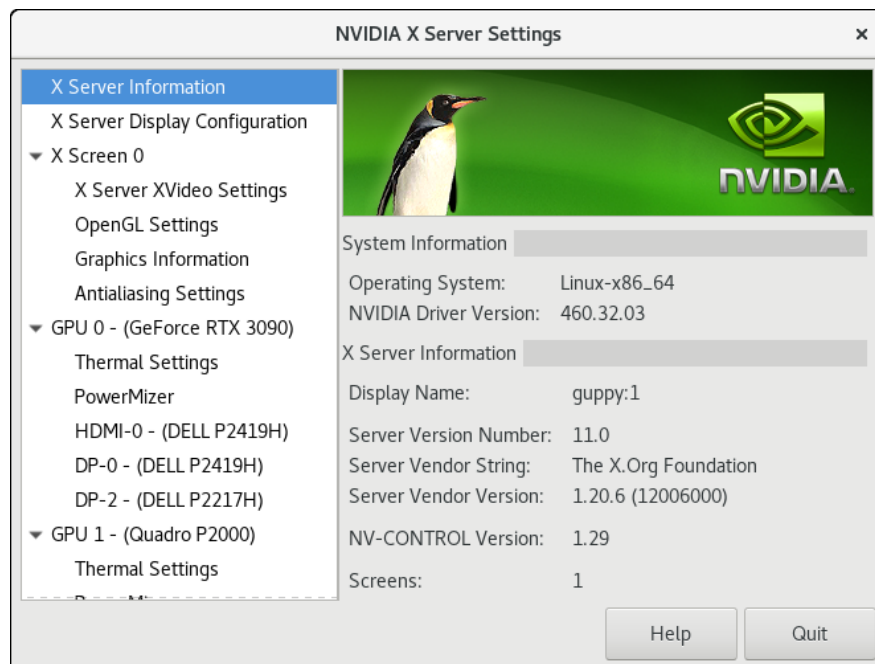 NVIDIA X Server Settings
X Server Information
X Server Display Configuration
X Screen 0
X Server XVideo Settings
OpenGL Settings
Graphics Information
Antialiasing Settings
GPU 0 - (GeForce RTX 3090)
Thermal Settings
PowerMizer
HDMI-0 - (DELL P2419H)
DP-0 - (DELL P2419H)
DP-2 - (DELL P2217H)
GPU 1 - (Quadro P2000)
Thermal Settings
NVIDIA.
System Information
Operating System: Linux-x86_64
NVIDIA Driver Version: 460.32.03
X Server Information
Display Name: guppy:1
Server Version Number: 11.0
Server Vendor String: The X.Org Foundation
Server Vendor Version: 1.20.6 (12006000)
NV-CONTROL Version: 1.29
Screens: 1
Help Quit